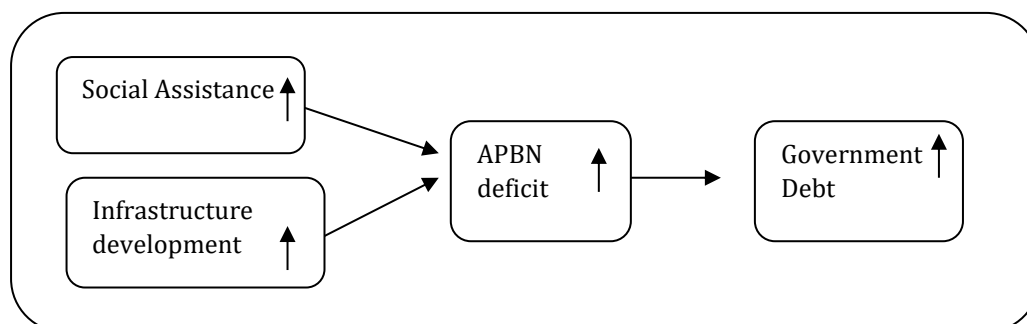 Social Assistance
Infrastructure
development
APBN
deficit
Government
Debt